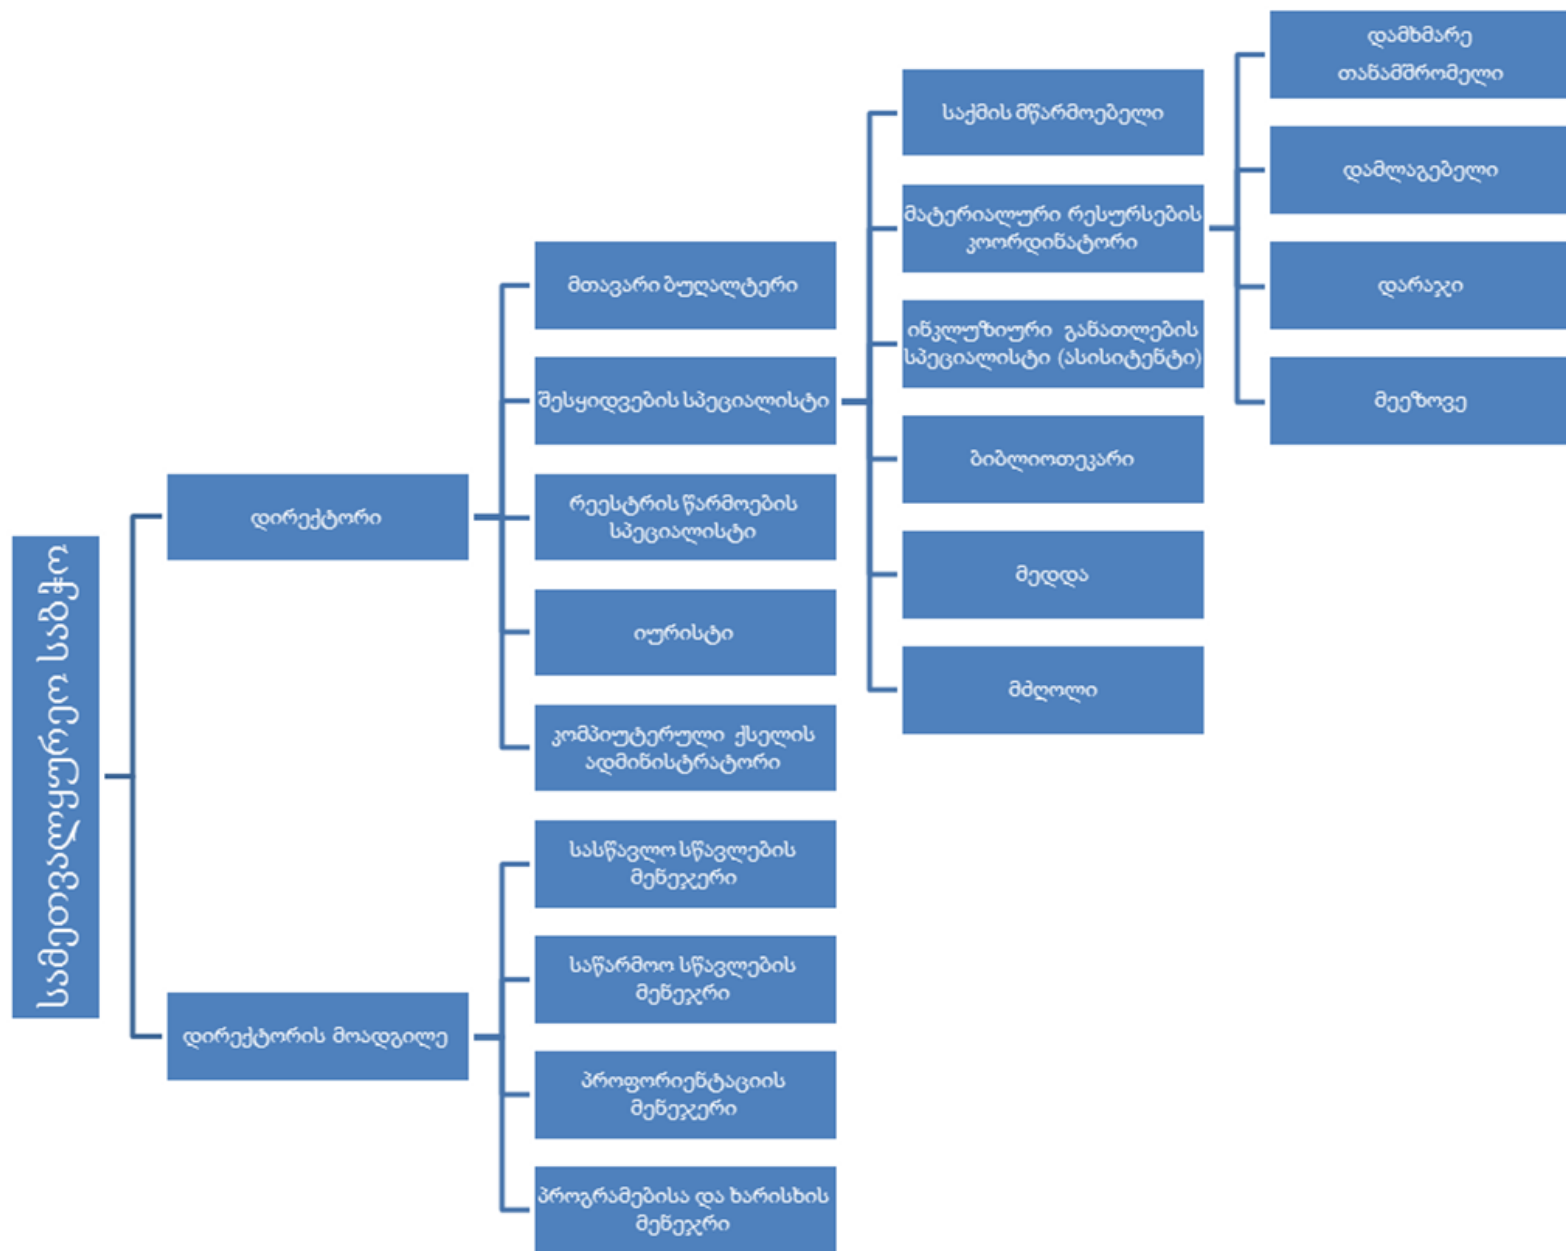 სამეთვალყურეო საბჭო
დირექტორი
დირექტორის მოადგილე
მთავარი ბუღალტერი
შესყიდვების სპეციალისტი
რეესტრის წარმოების
სპეციალისტი
იურისტი
კომპიუტერული ქსელის
ადმინისტრატორი
სასწავლო სწავლების
მენეჯერი
საწარმოო სწავლების
მენეჯრი
პროფორიენტაციის
მენეჯერი
პროგრამებისა და ხარისხის
მენეჯრი
საქმის მწარმოებელი
მატერიალური რესურსების
კოორდინატორი
ინკლუზიური განათლების
სპეციალისტი (ასისიტენტი)
ბიბლიოთეკარი
მედდა
მძღოლი
დამხმარე
თანამშრომელი
დამლაგებელი
დარაჯი
მეეზოვე